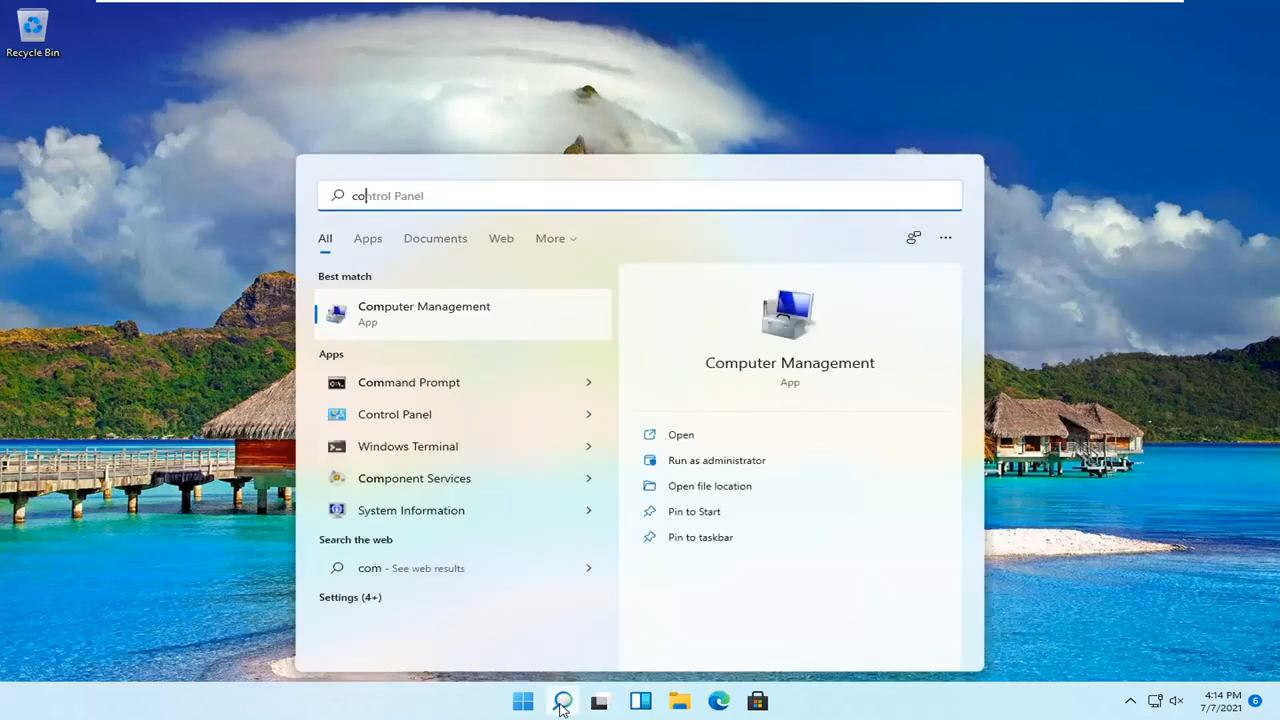 Recycle Bin
control Panel
All Apps Documents Web More
Best match
Computer Management
App
Apps
Command Prompt
Control Panel
Windows Terminal
Component Services
System Information
Search the web
com - See web results
Settings (4+)
Computer Management
App
Open
Run as administrator
Open file location
Pin to Start
Pin to taskbar
4:14 PM
7/7/2021
6